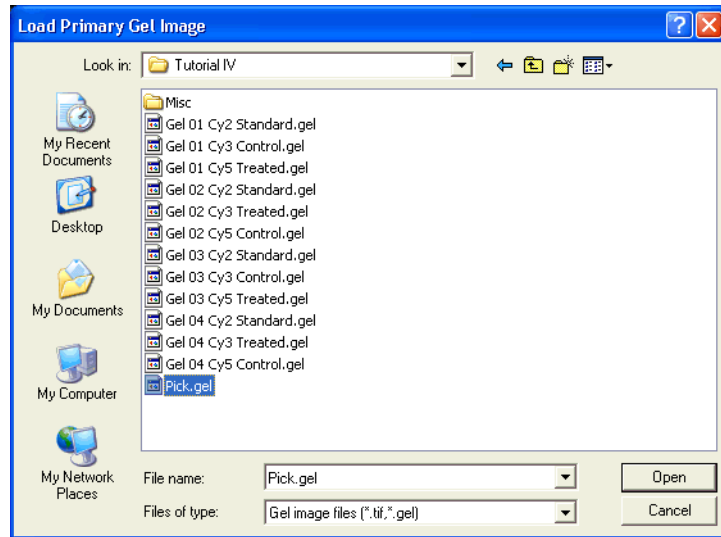 Load Primary Gel Image
Look in: Tutorial IV
My Recent
Documents
Desktop
My Documents
My Computer
My Network
Places
Misc
Gel 01 Cy2 Standard.gel
Gel 01 Cy3 Control.gel
Gel 01 Cy5 Treated.gel
Gel 02 Cy2 Standard.gel
Gel 02 Cy3 Treated.gel
Gel 02 Cy5 Control.gel
Gel 03 Cy2 Standard.gel
Gel 03 Cy3 Control.gel
Gel 03 Cy5 Treated.gel
Gel 04 Cy2 Standard.gel
Gel 04 Cy3 Treated.gel
Gel 04 Cy5 Control.gel
Pick.gel
File name: Pick.gel Open
Files of type: Gel image files (*.tif,*.gel) Cancel